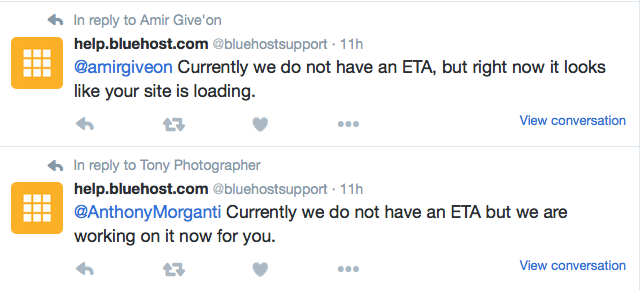 In reply to Amir Give'on
help.bluehost.com @bluehostsupport · 11h
@amirgiveon Currently we do not have an ETA, but right now it looks
like your site is loading.
View conversation
In reply to Tony Photographer
help.bluehost.com @bluehostsupport · 11h
@AnthonyMorganti Currently we do not have an ETA but we are
working on it now for you.
View conversation